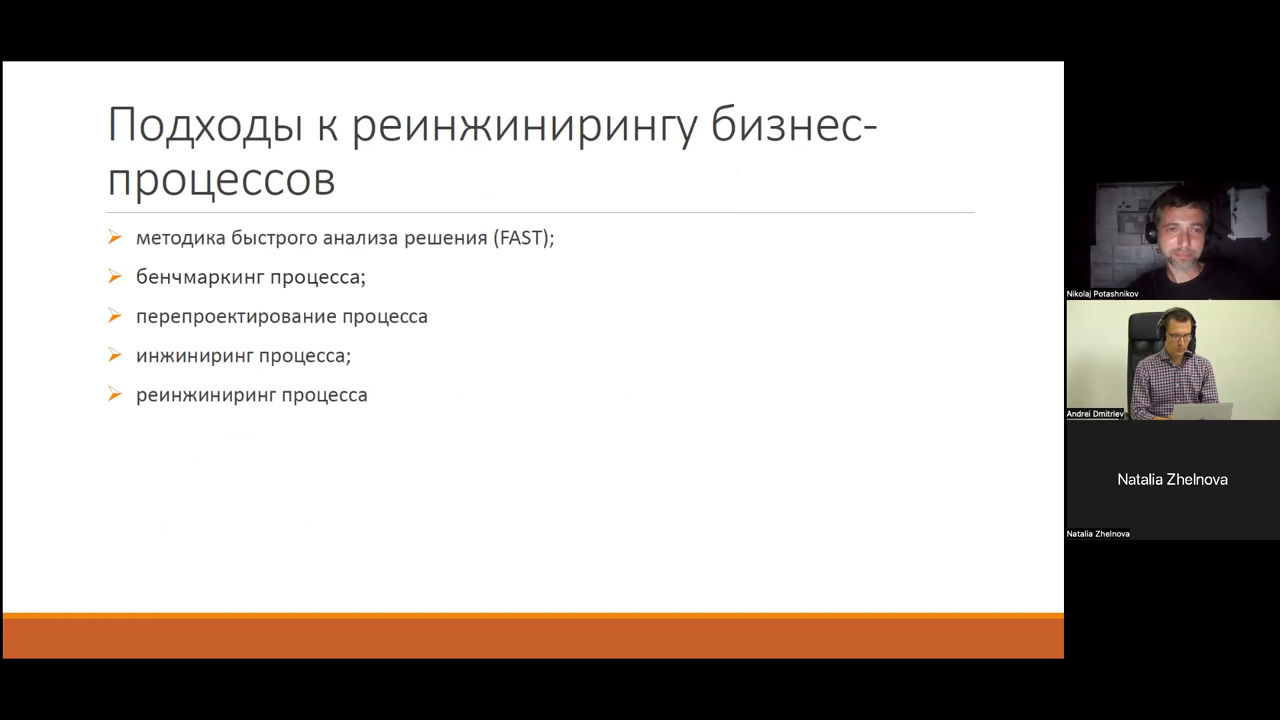 Подходы к реинжинирингу бизнес-
процессов
методика быстрого анализа решения (FAST);
бенчмаркинг процесса;
перепроектирование процесса
инжиниринг процесса;
реинжиниринг процесса
Nikolaj Potashnikov
Andrei Dmitriev
Natalia Zhelnova
Natalia Zhelnova